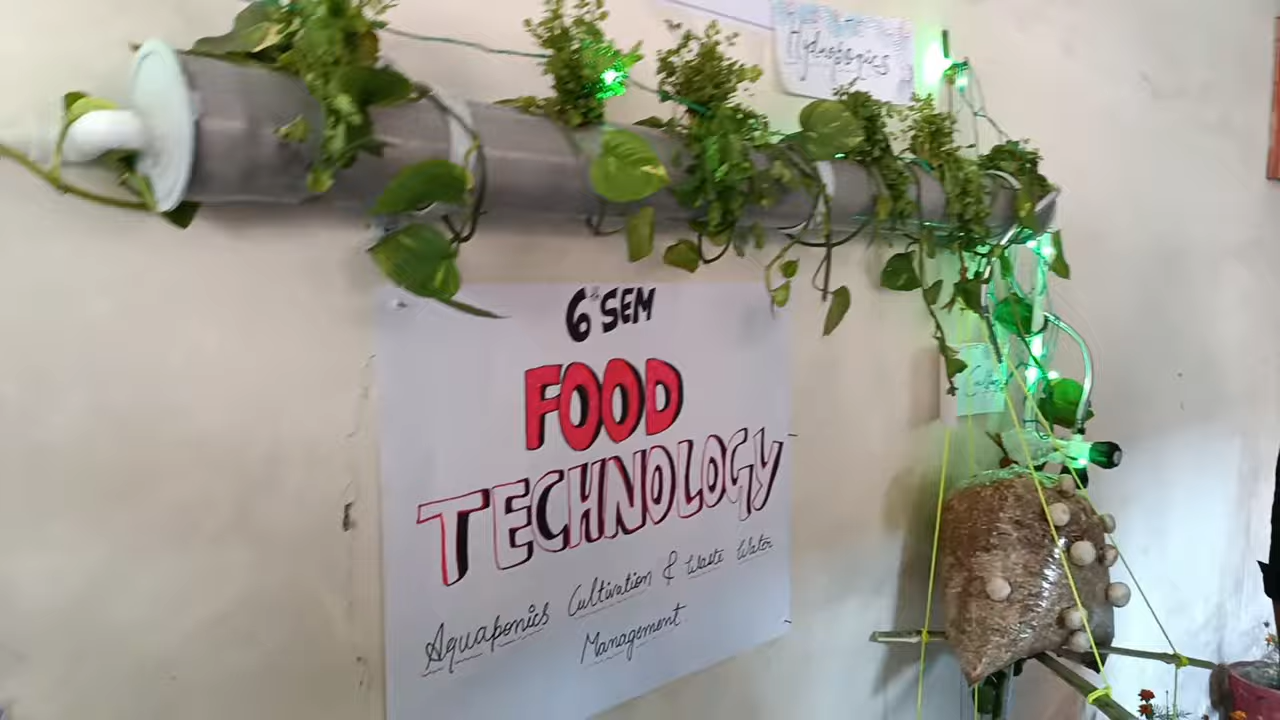 Hydroponics
6th SEM
FOOD
TECHNOLOGY
Aquaponics Cultivation & Waste Water
Management